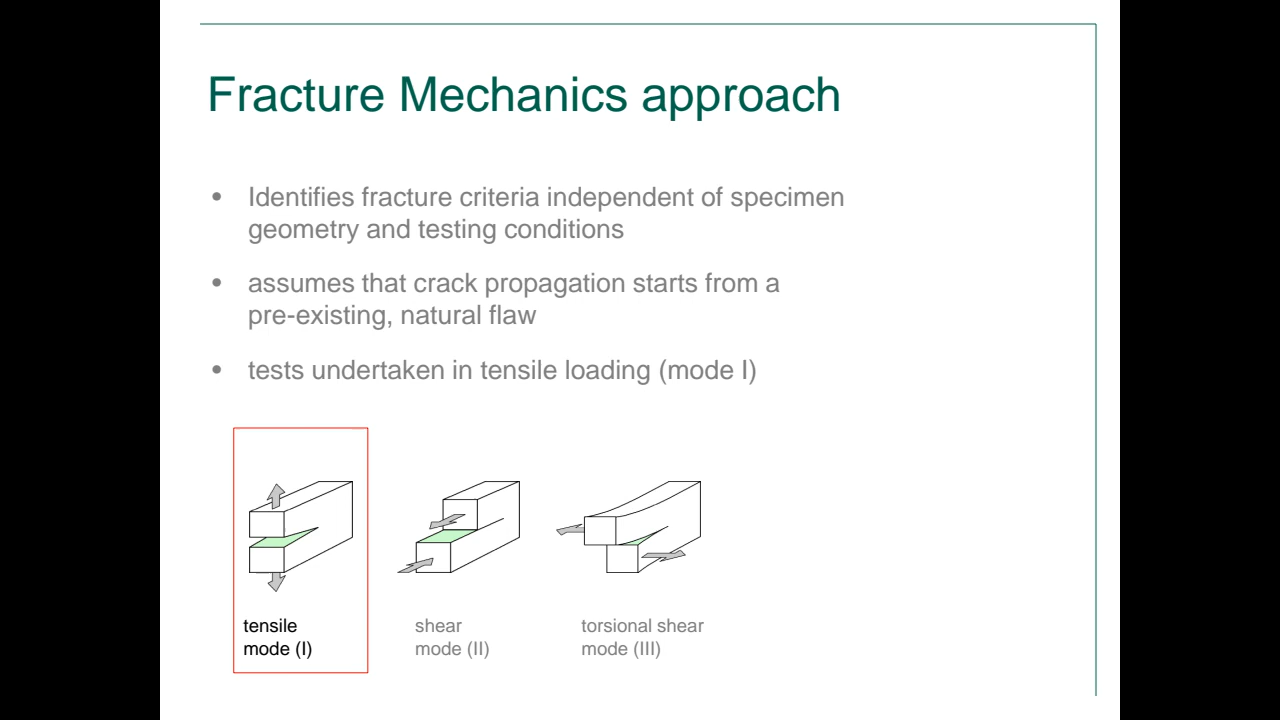 Fracture Mechanics approach
• Identifies fracture criteria independent of specimen
geometry and testing conditions
• assumes that crack propagation starts from a
pre-existing, natural flaw
• tests undertaken in tensile loading (mode I)
tensile
mode (I)
shear
mode (II)
torsional shear
mode (III)